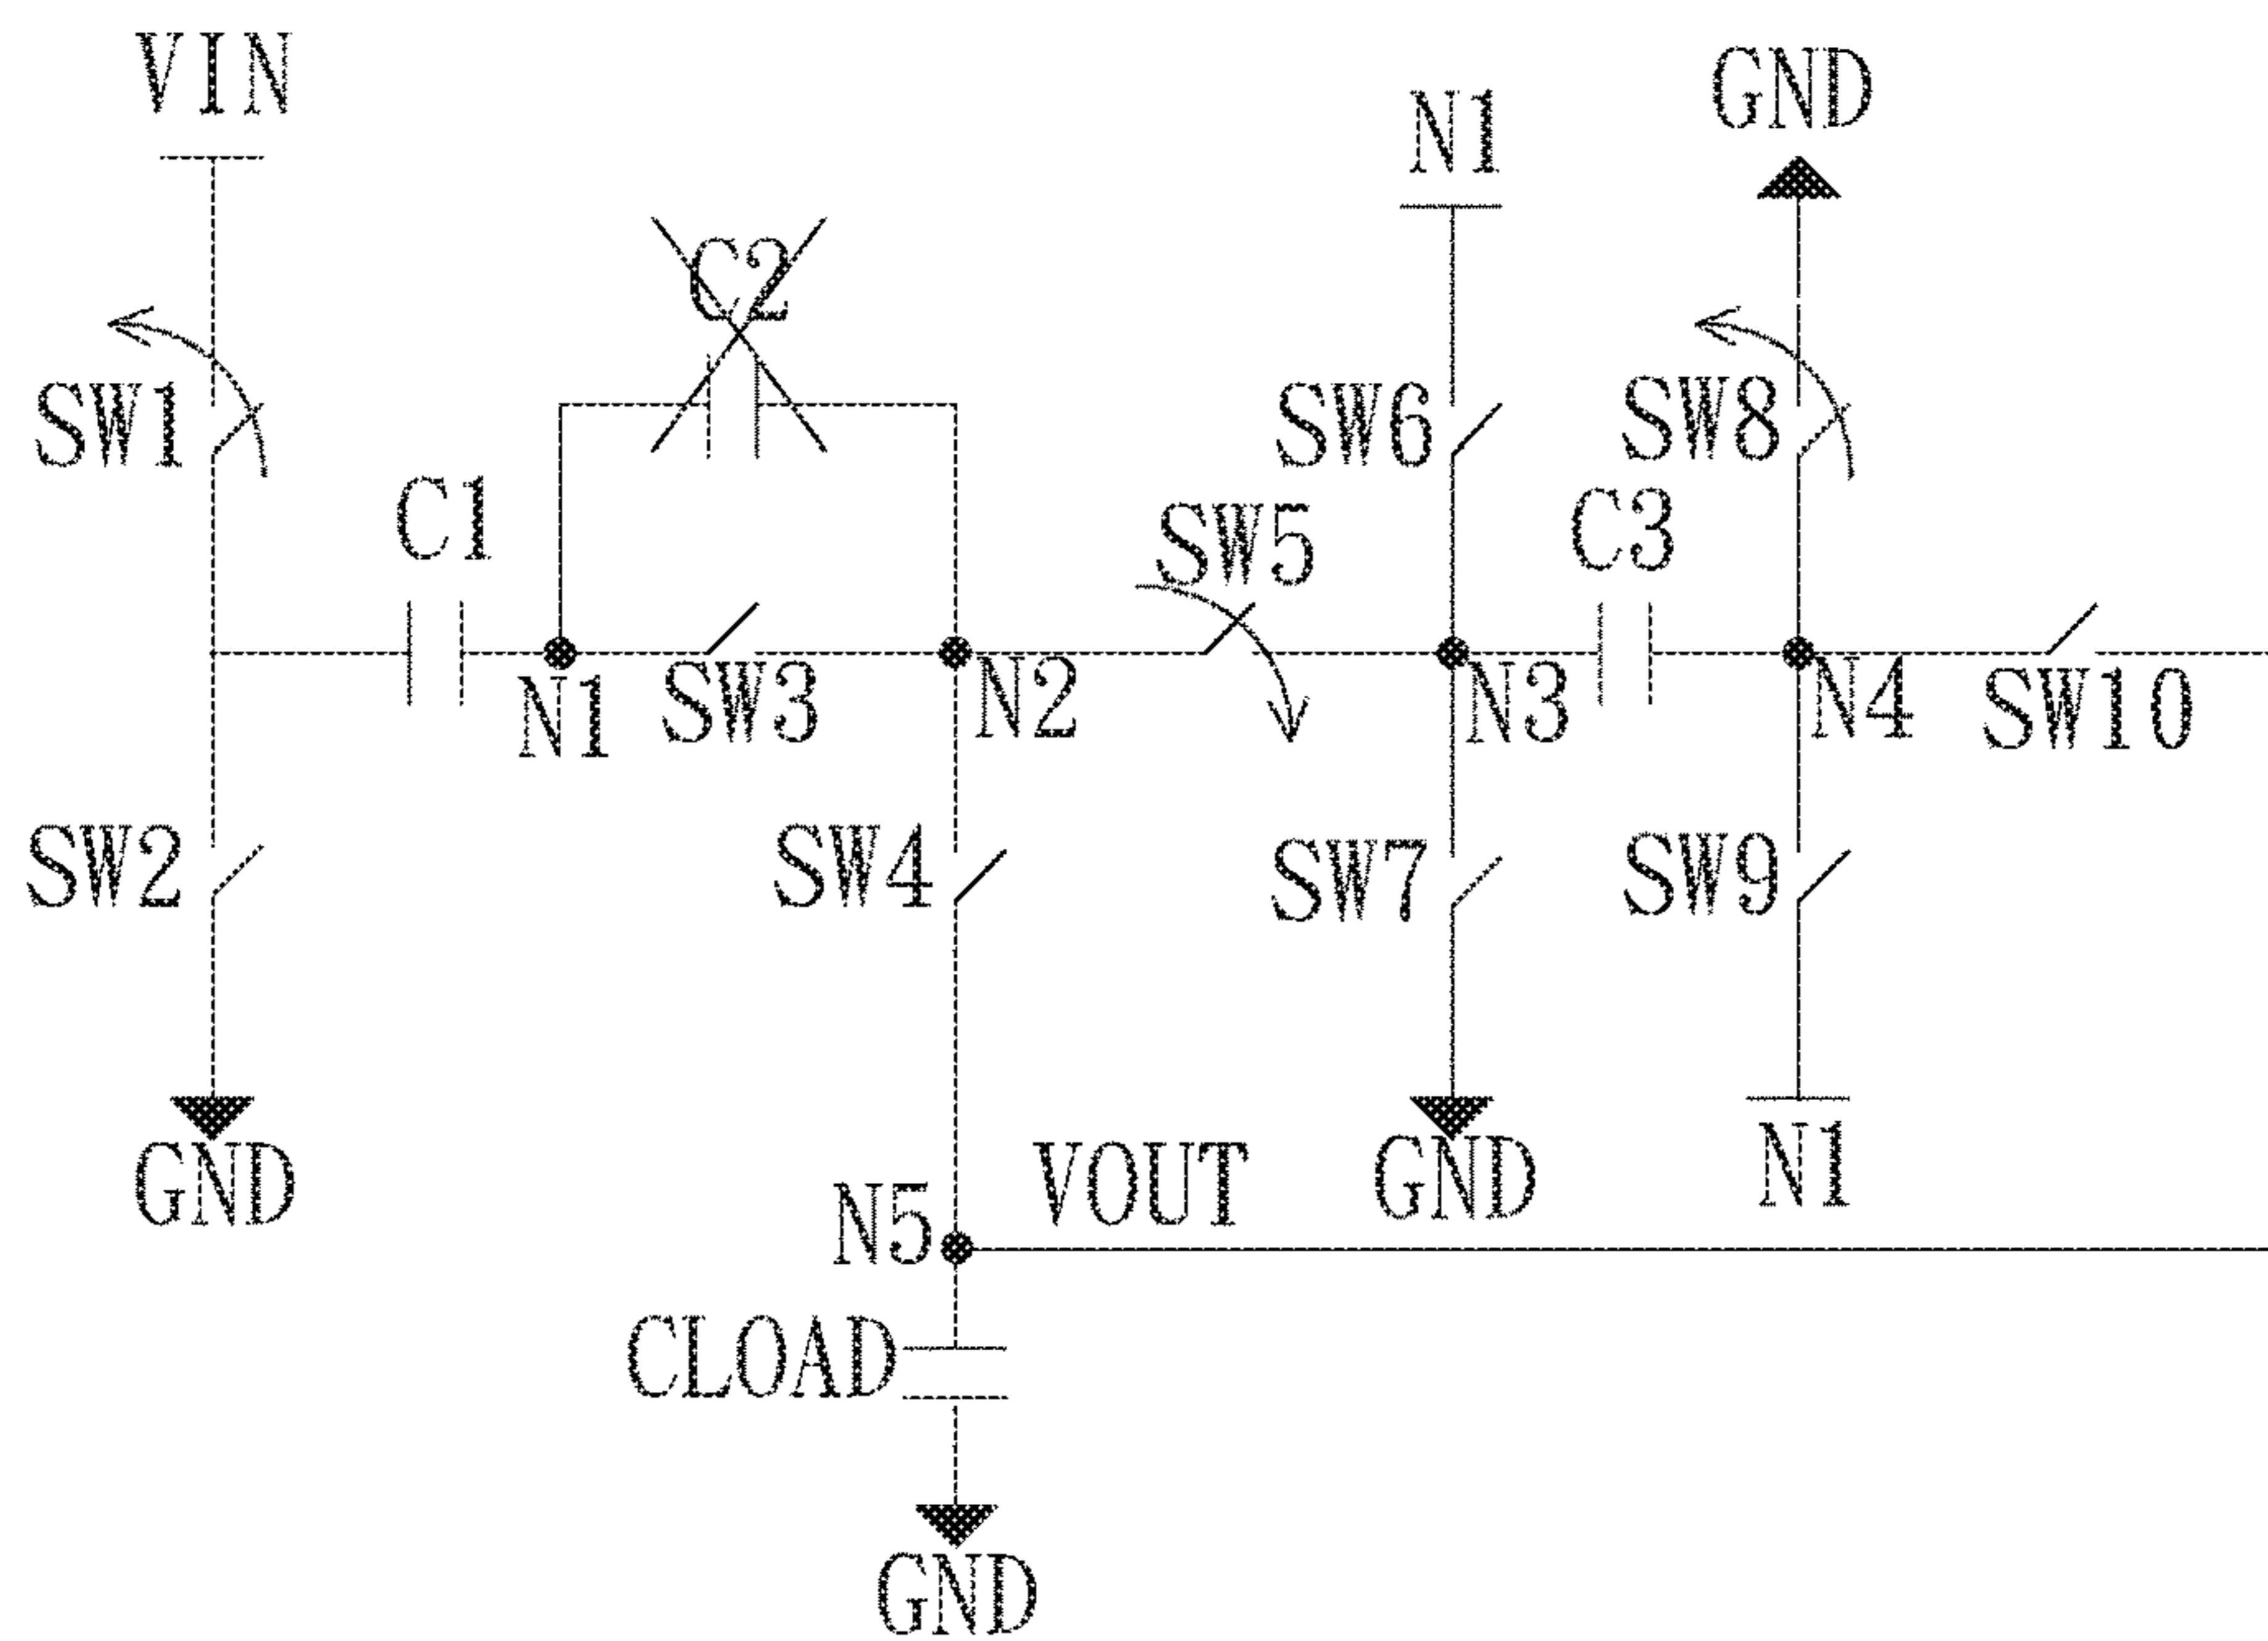 VIN
GND
N1
C2
SW1
SW6
SW8
C1
SW5
C3
N1
SW3
N2
N3
N4
SW10
SW2
SW4
SW7
SW9
GND
N5
VOUT
GND
N1
CLOAD
GND